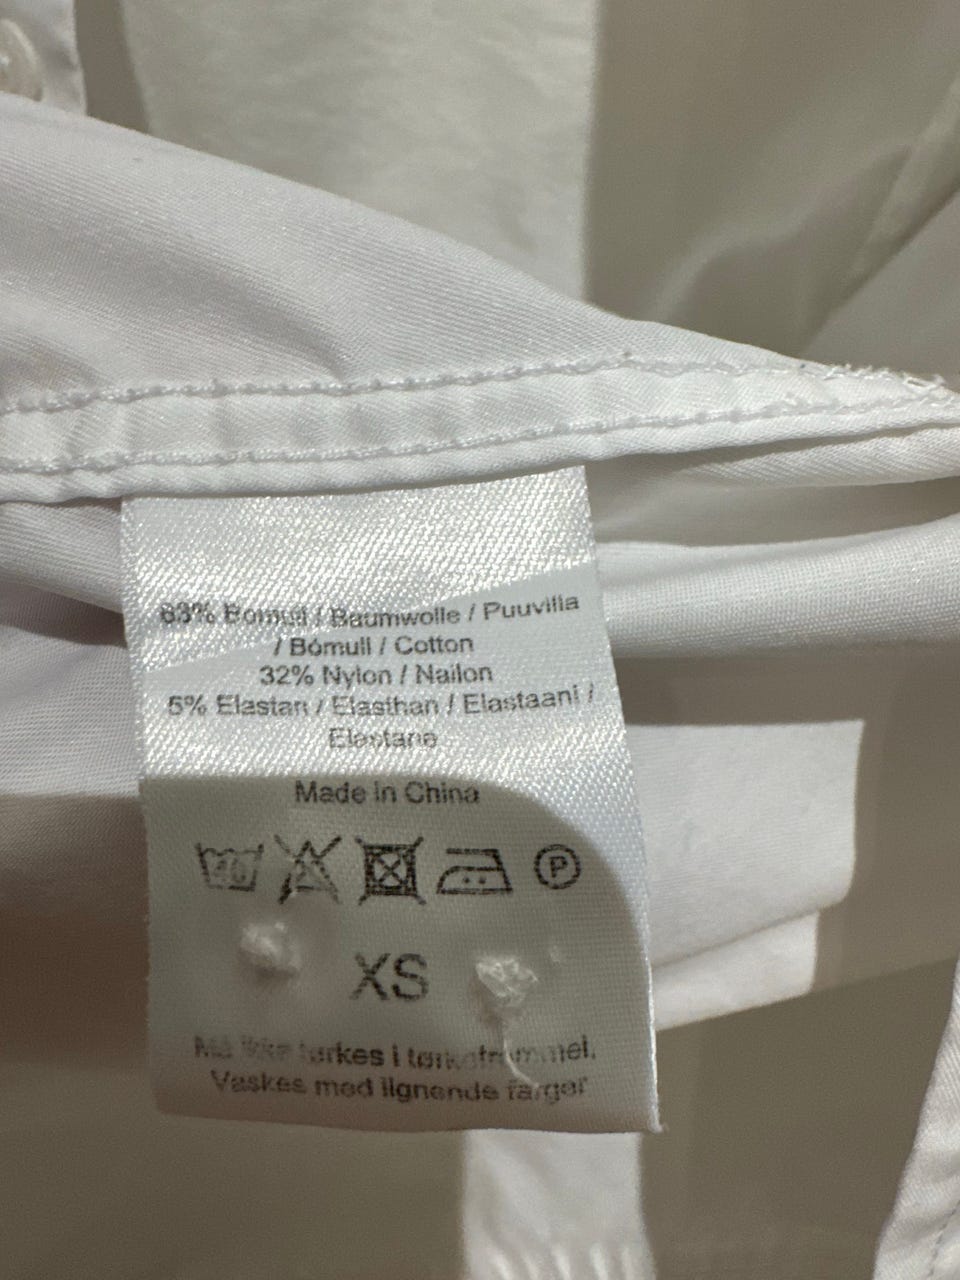 63% Bomull / Baumwolle / Puuvilla
/ Bómull / Cotton
32% Nylon / Nailon
5% Elastan / Elasthan / Elastaani /
Elastane
Made in China
40
P
XS
Må ikke tørkes i tørketrommel.
Vaskes med lignende farger